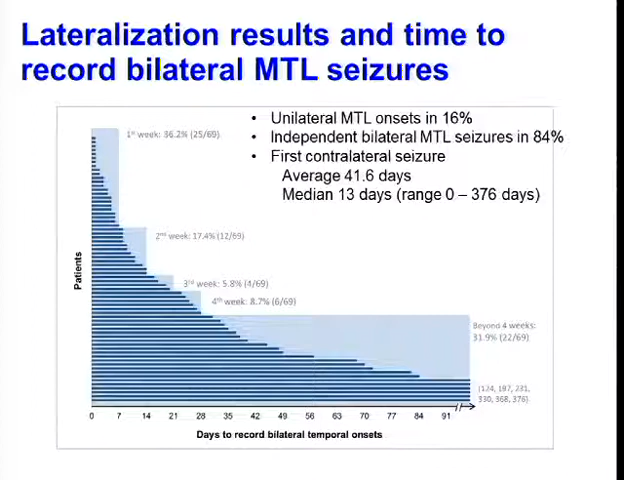 Lateralization results and time to
record bilateral MTL seizures
• Unilateral MTL onsets in 16%
• Independent bilateral MTL seizures in 84%
• First contralateral seizure
Average 41.6 days
Median 13 days (range 0 – 376 days)
1st week: 36.2% (25/69)
2nd week: 17.4% (12/69)
3rd week: 5.8% (4/69)
4th week: 8.7% (6/69)
Beyond 4 weeks:
31.9% (22/69)
330, 368, 376)
Patients
0 7 14 21 28 35 42 49 56 63 70 77 84 91
Days to record bilateral temporal onsets